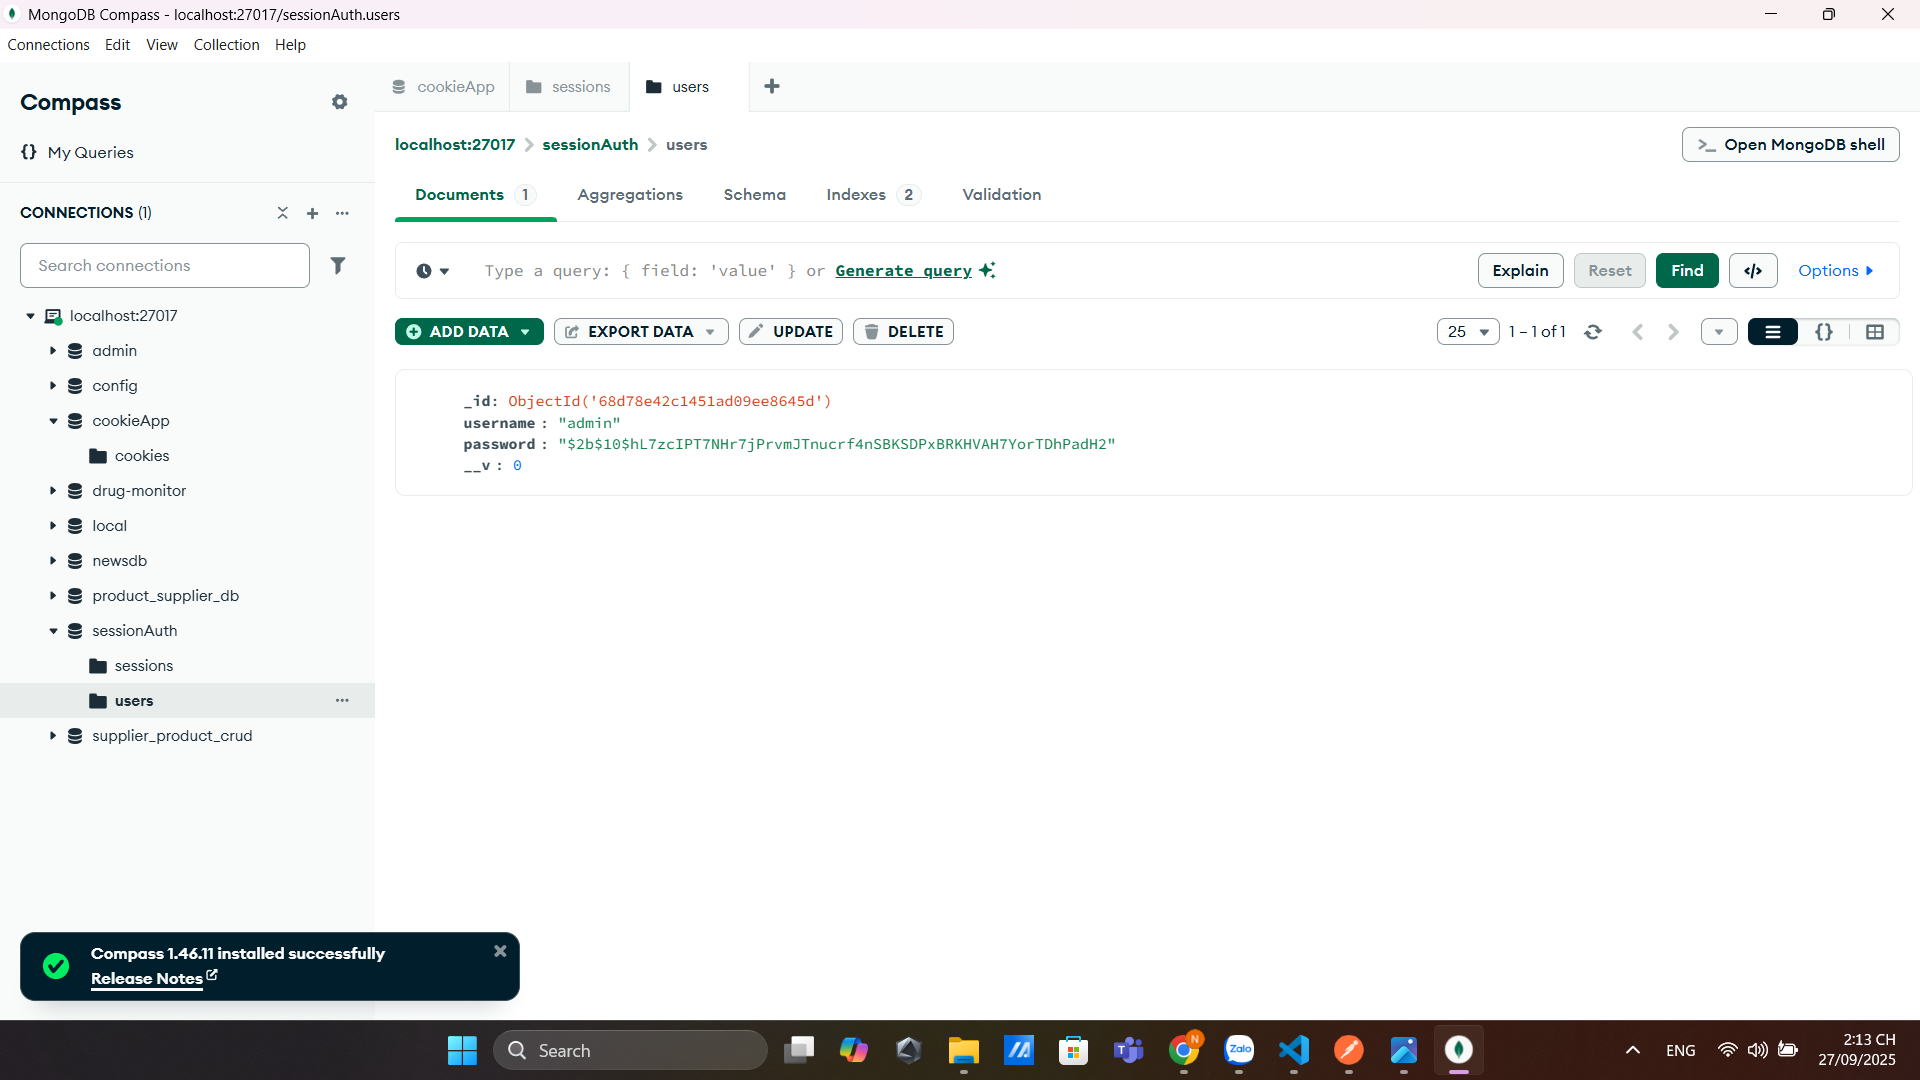 MongoDB Compass - localhost:27017/sessionAuth.users
Connections Edit View Collection Help
Compass
{} My Queries
CONNECTIONS (1)
Search connections
localhost:27017
admin
config
cookieApp
cookies
drug-monitor
local
newsdb
product_supplier_db
sessionAuth
sessions
users
supplier_product_crud
Compass 1.46.11 installed successfully
Release Notes
cookieApp sessions users
localhost:27017 sessionAuth users
>_ Open MongoDB shell
Documents 1 Aggregations Schema Indexes 2 Validation
Type a query: { field: 'value' } or Generate query
Explain Reset Find </> Options
ADD DATA EXPORT DATA UPDATE DELETE
25 1 – 1 of 1 {}
_id: ObjectId('68d78e42c1451ad09ee8645d')
username : "admin"
password : "$2b$10$hL7zcIPT7NHr7jPrvmJTnucrf4nSBKSDPxBRKHVAH7YorTDhPadH2"
__v : 0
Search
N
Zalo
ENG
2:13 CH
27/09/2025